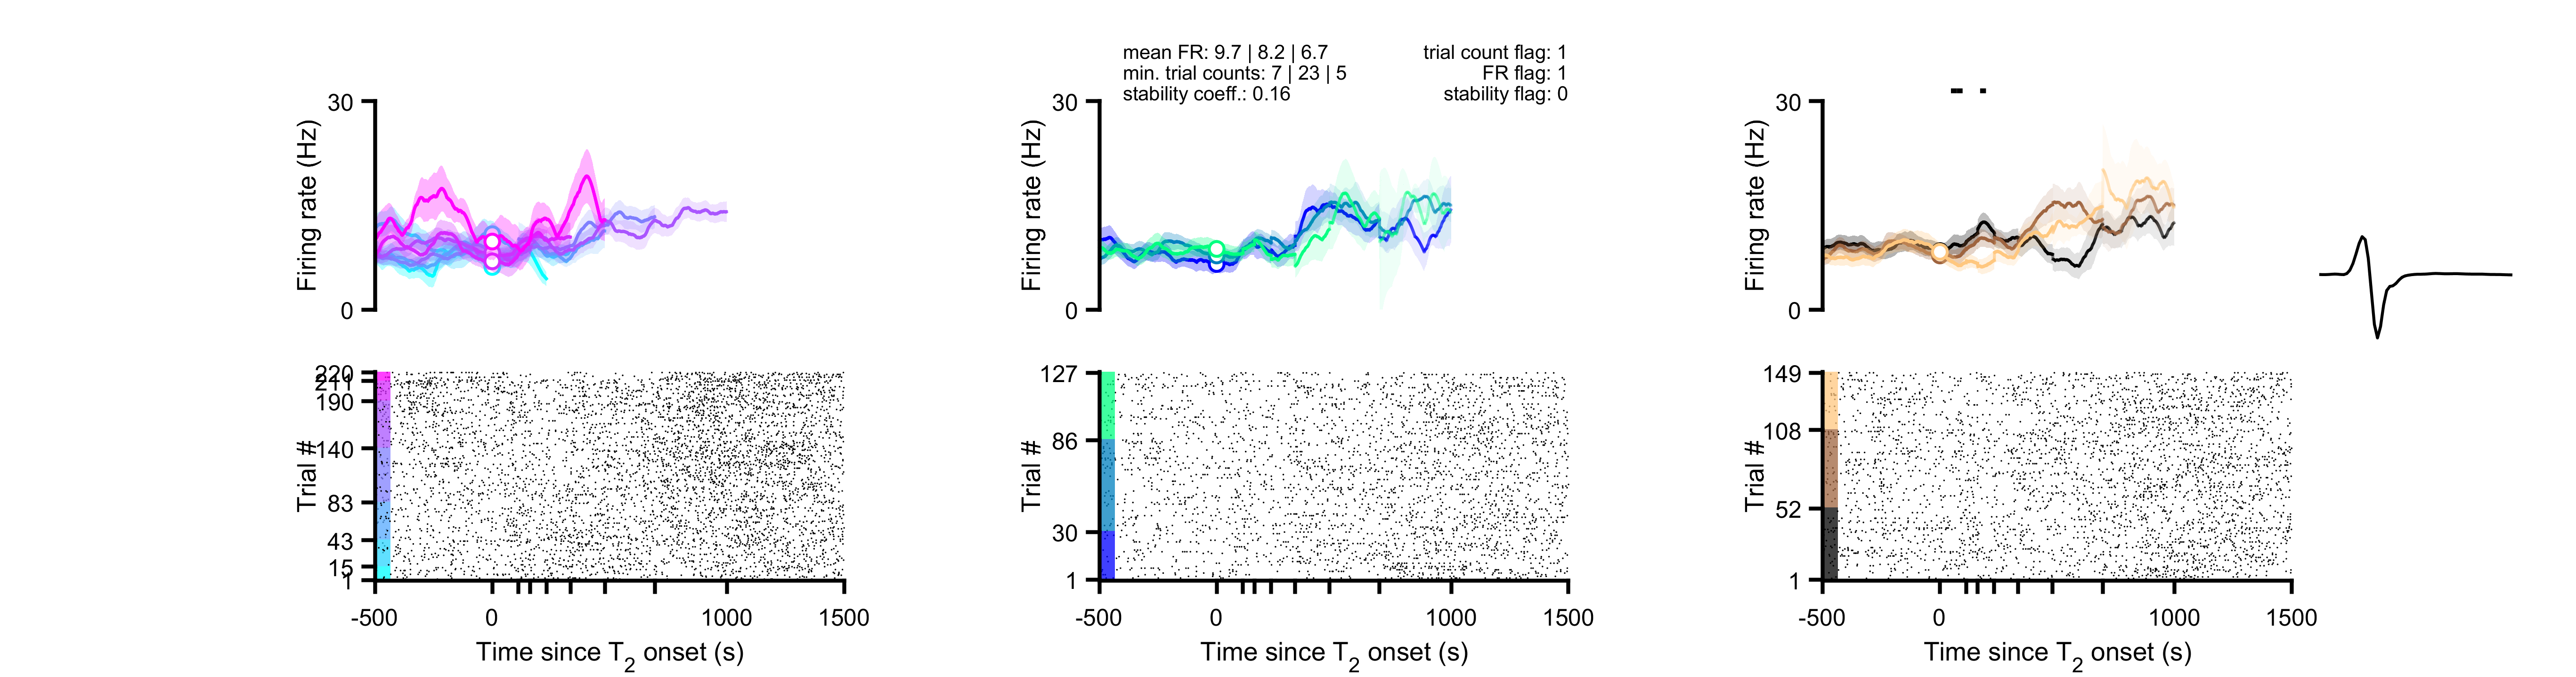 mean FR: 9.7 | 8.2 | 6.7
min. trial counts: 7 | 23 | 5
stability coeff.: 0.16
trial count flag: 1
FR flag: 1
stability flag: 0
30
Firing rate (Hz)
0
220
211
190
140
83
43
15
1
Trial #
-500 0 1000 1500
Time since T2 onset (s)
30
Firing rate (Hz)
0
127
86
30
1
Trial #
-500 0 1000 1500
Time since T2 onset (s)
30
Firing rate (Hz)
0
149
108
52
1
Trial #
-500 0 1000 1500
Time since T2 onset (s)